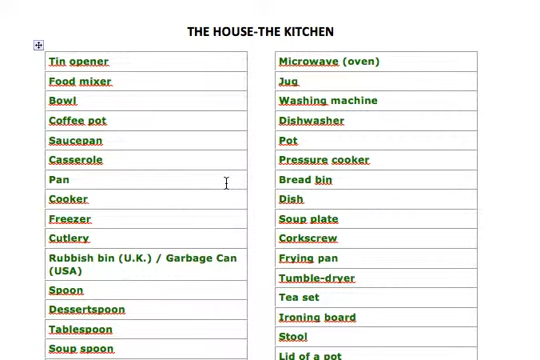 THE HOUSE-THE KITCHEN
Tin opener
Food mixer
Bowl
Coffee pot
Saucepan
Casserole
Pan
Cooker
Freezer
Cutlery
Rubbish bin (U.K.) / Garbage Can
(USA)
Spoon
Dessertspoon
Tablespoon
Soup spoon
Microwave (oven)
Jug
Washing machine
Dishwasher
Pot
Pressure cooker
Bread bin
Dish
Soup plate
Corkscrew
Frying pan
Tumble-dryer
Tea set
Ironing board
Stool
Lid of a pot